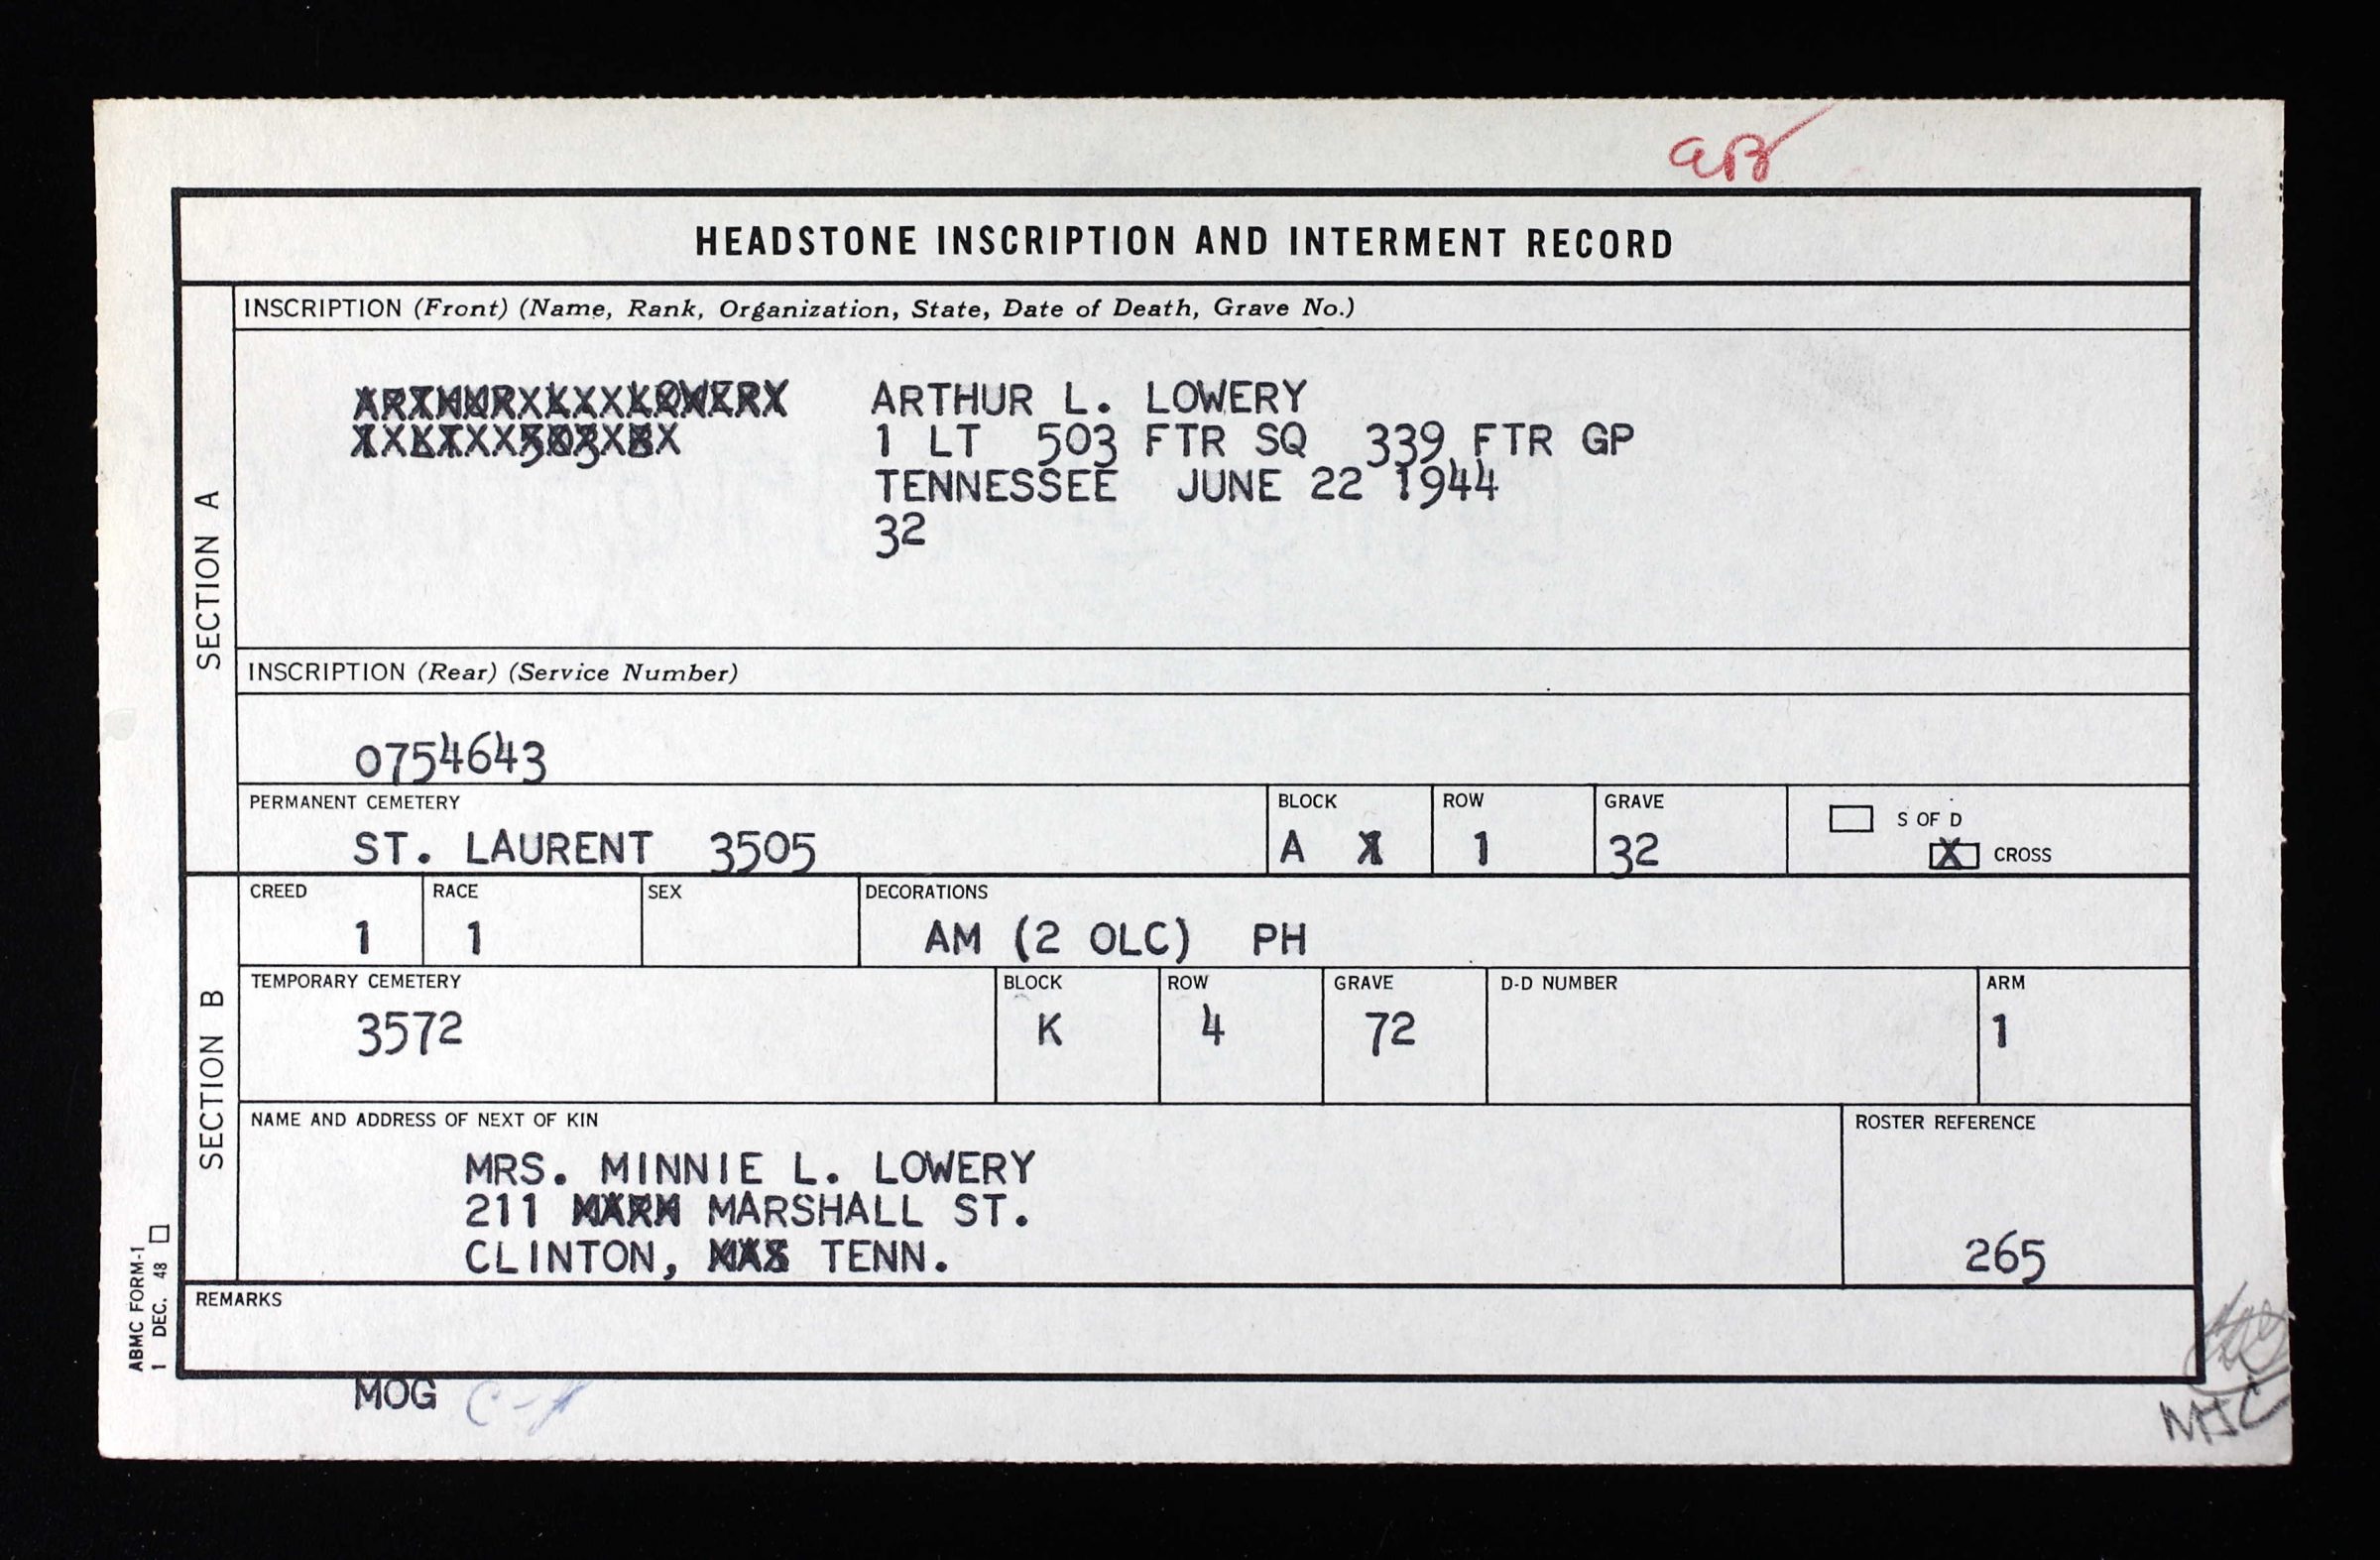 HEADSTONE INSCRIPTION AND INTERMENT RECORD
SECTION A
INSCRIPTION (Front) (Name, Rank, Organization, State, Date of Death, Grave No.)
ARTHUR L. LOWERY
1 LT 503 FTR SQ 339 FTR GP
TENNESSEE JUNE 22 1944
32
INSCRIPTION (Rear) (Service Number)
0754643
PERMANENT CEMETERY
ST. LAURENT 3505
BLOCK
A
ROW
1
GRAVE
32
S OF D
X CROSS
SECTION B
CREED
1
RACE
1
SEX
DECORATIONS
AM (2 OLC) PH
TEMPORARY CEMETERY
3572
BLOCK
K
ROW
4
GRAVE
72
D-D NUMBER
ARM
1
NAME AND ADDRESS OF NEXT OF KIN
MRS. MINNIE L. LOWERY
211 MARSHALL ST.
CLINTON, TENN.
ROSTER REFERENCE
265
REMARKS
ABMC FORM-1
1 DEC. 48
MOG
MJC